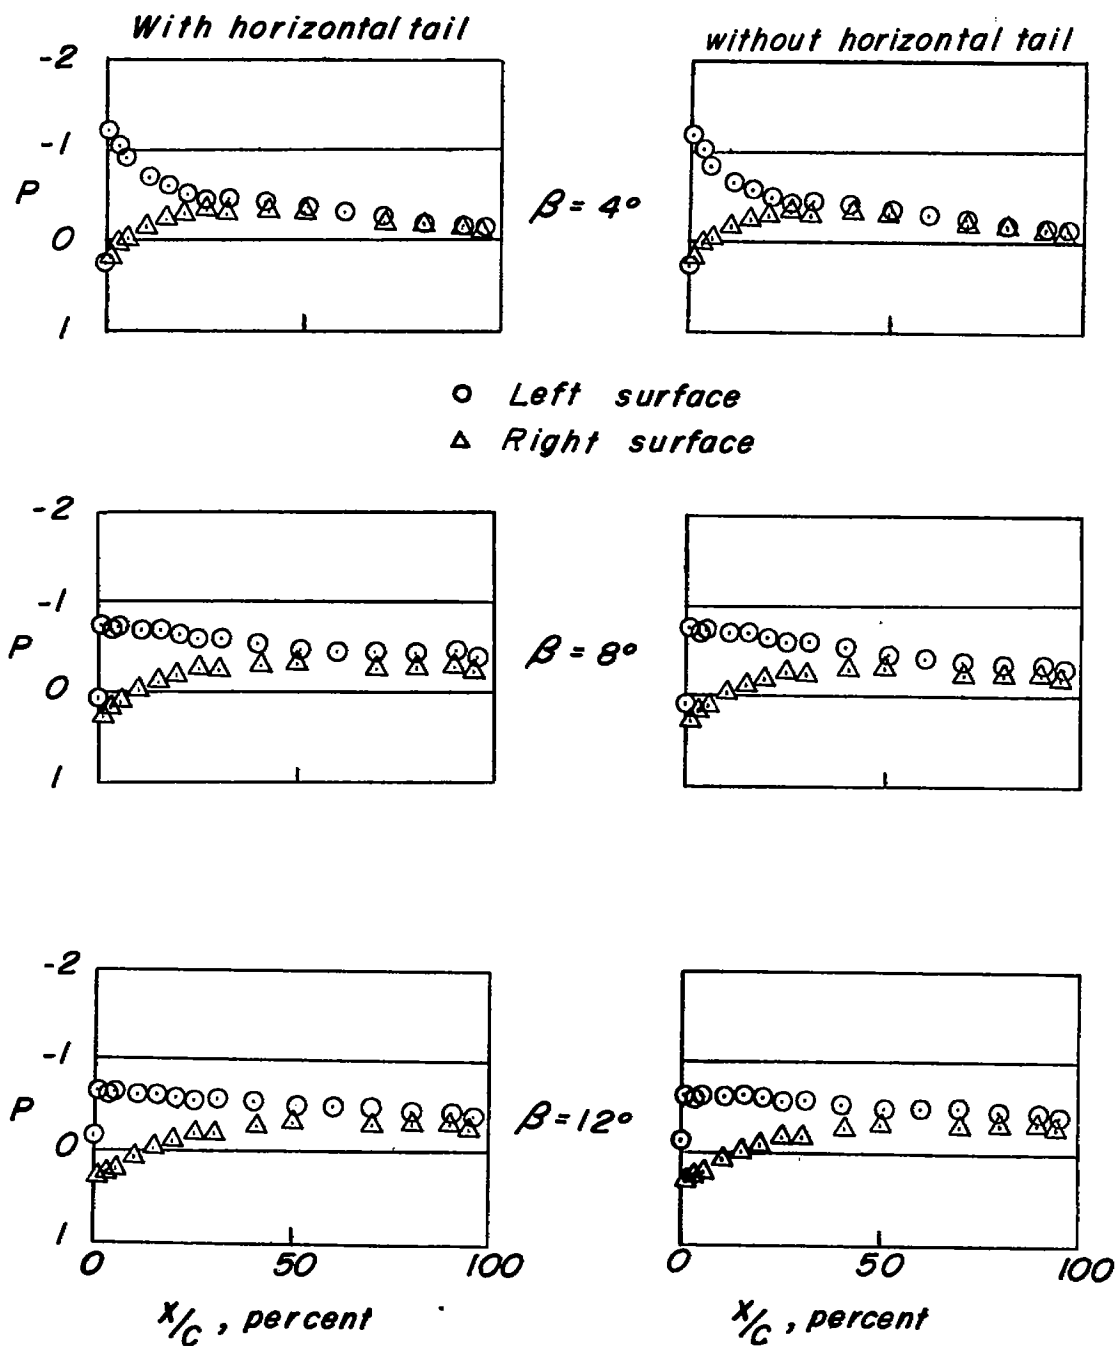 With horizontal tail
without horizontal tail
-2
-1
P
0
1
β = 4°
Left surface
Right surface
-2
-1
P
0
1
β = 8°
-2
-1
P
0
1
β = 12°
0 50 100
0 50 100
x/c, percent
x/c, percent